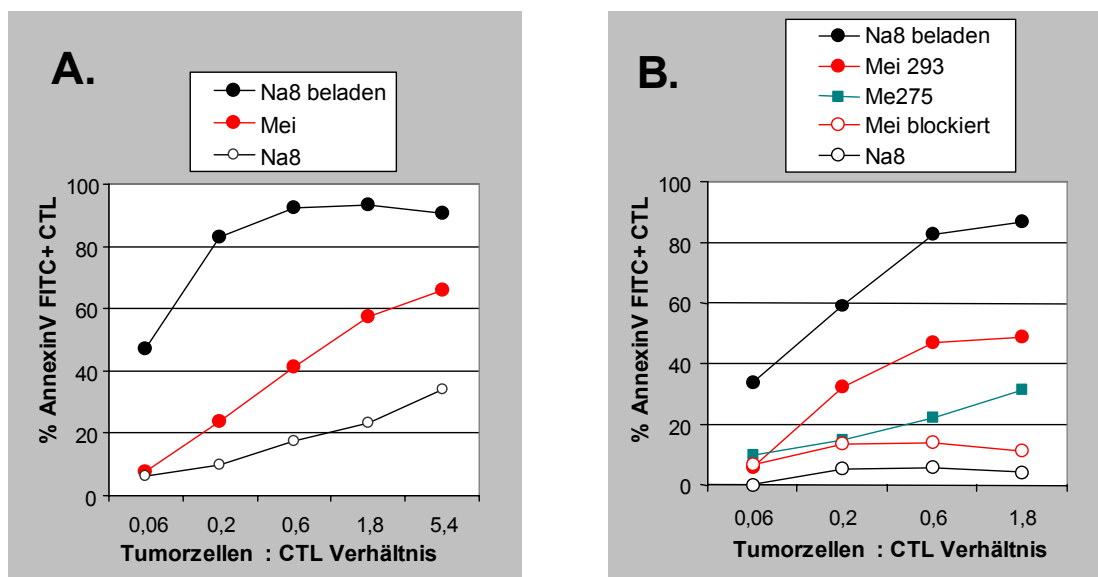 A.
Na8 beladen
Mei
Na8
% AnnexinV FITC+ CTL
100
80
60
40
20
0
0,06 0,2 0,6 1,8 5,4
Tumorzellen : CTL Verhältnis
B.
Na8 beladen
Mei 293
Me275
Mei blockiert
Na8
% AnnexinV FITC+ CTL
100
80
60
40
20
0
0,06 0,2 0,6 1,8
Tumorzellen : CTL Verhältnis